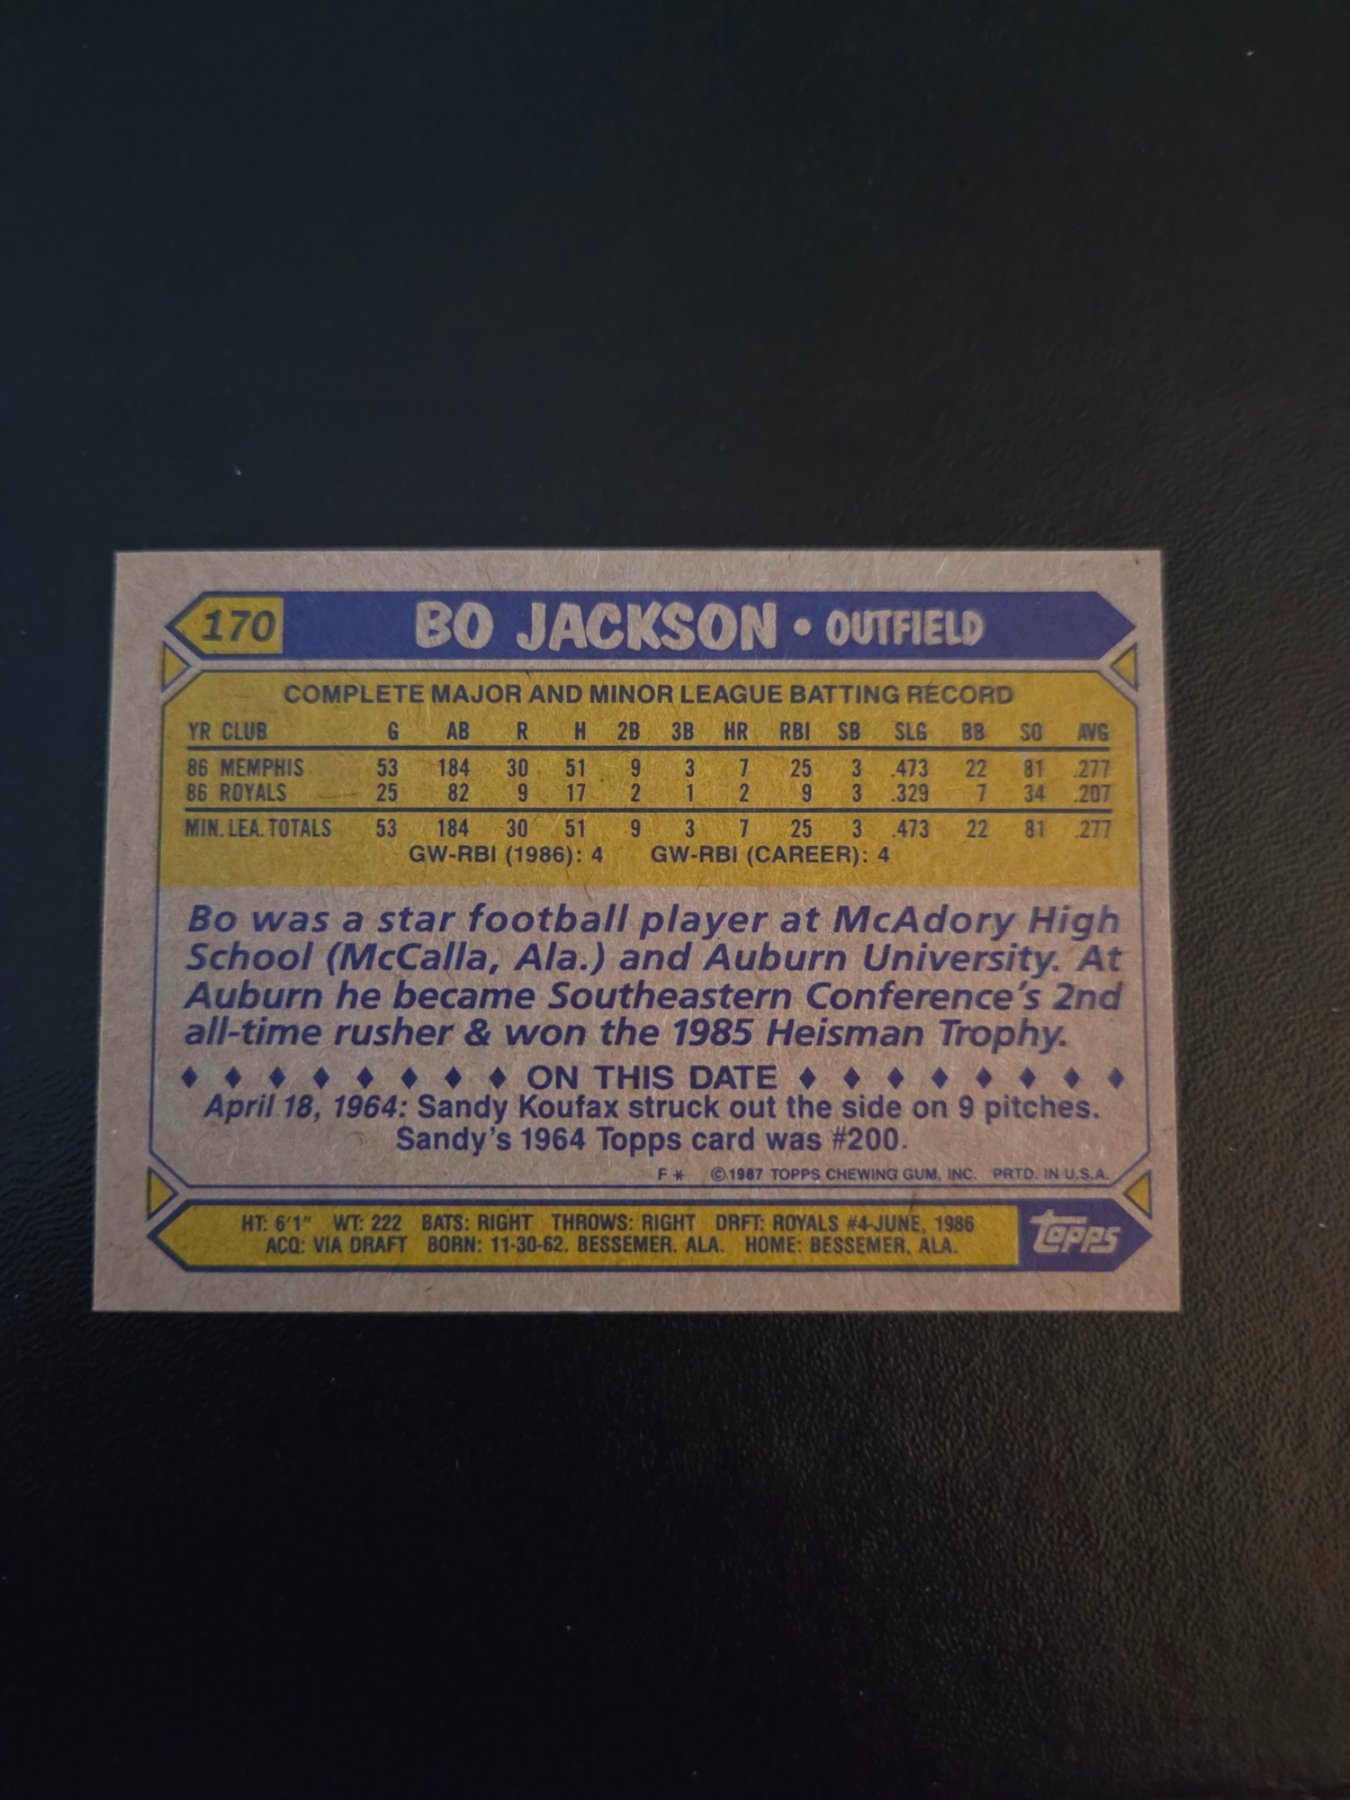 170 BO JACKSON • OUTFIELD
COMPLETE MAJOR AND MINOR LEAGUE BATTING RECORD
YR CLUB G AB R H 2B 3B HR RBI SB SLG BB SO AVG
86 MEMPHIS 53 184 30 51 9 3 7 25 3 .473 22 81 .277
86 ROYALS 25 82 9 17 2 1 2 9 3 .329 7 34 .207
MIN. LEA. TOTALS 53 184 30 51 9 3 7 25 3 .473 22 81 .277
GW-RBI (1986): 4 GW-RBI (CAREER): 4
Bo was a star football player at McAdory High
School (McCalla, Ala.) and Auburn University. At
Auburn he became Southeastern Conference's 2nd
all-time rusher & won the 1985 Heisman Trophy.
♦ ♦ ♦ ♦ ♦ ♦ ♦ ♦ ON THIS DATE ♦ ♦ ♦ ♦ ♦ ♦ ♦ ♦
April 18, 1964: Sandy Koufax struck out the side on 9 pitches.
Sandy's 1964 Topps card was #200.
F * ©1987 TOPPS CHEWING GUM, INC. PRTD. IN U.S.A.
HT: 6'1" WT: 222 BATS: RIGHT THROWS: RIGHT DRFT: ROYALS #4-JUNE, 1986
ACQ: VIA DRAFT BORN: 11-30-62, BESSEMER, ALA. HOME: BESSEMER, ALA.
topps